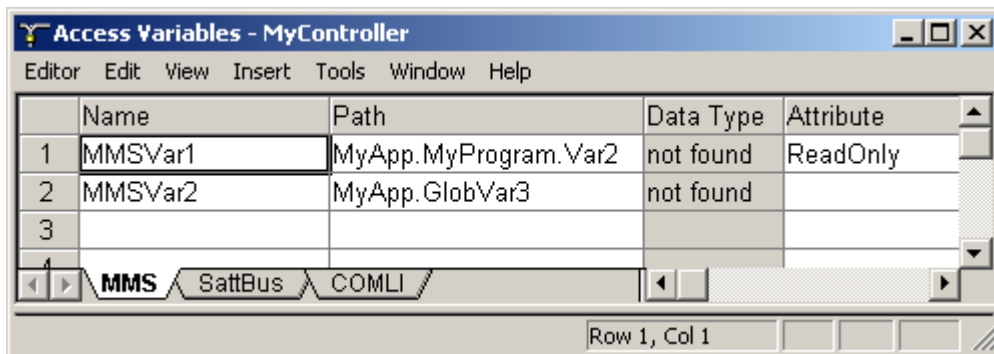 Access Variables - MyController
Editor Edit View Insert Tools Window Help
Name Path Data Type Attribute
1 MMSVar1 MyApp.MyProgram.Var2 not found ReadOnly
2 MMSVar2 MyApp.GlobVar3 not found
3
4
MMS SattBus COMLI
Row 1, Col 1